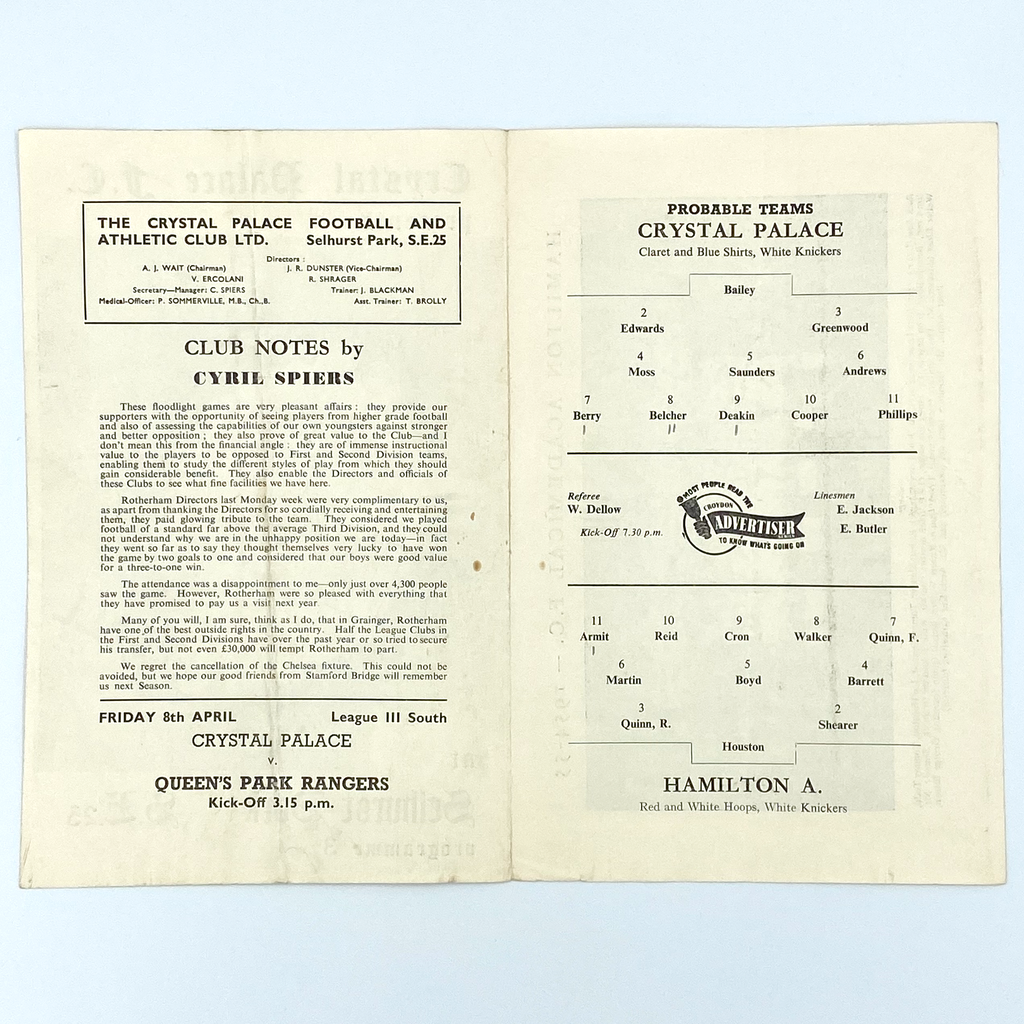 THE CRYSTAL PALACE FOOTBALL AND
ATHLETIC CLUB LTD. Selhurst Park, S.E.25
Directors :
A. J. WAIT (Chairman) J. R. DUNSTER (Vice-Chairman)
V. ERCOLANI R. SHRAGER
Secretary—Manager: C. SPIERS Trainer: J. BLACKMAN
Medical-Officer: P. SOMMERVILLE, M.B., Ch.,B. Asst. Trainer: T. BROLLY
CLUB NOTES by
CYRIL SPIERS
These floodlight games are very pleasant affairs : they provide our
supporters with the opportunity of seeing players from higher grade football
and also of assessing the capabilities of our own youngsters against stronger
and better opposition ; they also prove of great value to the Club—and I
don't mean this from the financial angle : they are of immense instructional
value to the players to be opposed to First and Second Division teams,
enabling them to study the different styles of play from which they should
gain considerable benefit. They also enable the Directors and officials of
these Clubs to see what fine facilities we have here.
Rotherham Directors last Monday week were very complimentary to us,
as apart from thanking the Directors for so cordially receiving and entertaining
them, they paid glowing tribute to the team. They considered we played
football of a standard far above the average Third Division, and they could
not understand why we are in the unhappy position we are today—in fact
they went so far as to say they thought themselves very lucky to have won
the game by two goals to one and considered that our boys were good value
for a three-to-one win.
The attendance was a disappointment to me—only just over 4,300 people
saw the game. However, Rotherham were so pleased with everything that
they have promised to pay us a visit next year
Many of you will, I am sure, think as I do, that in Grainger, Rotherham
have one of the best outside rights in the country. Half the League Clubs in
the First and Second Divisions have over the past year or so tried to secure
his transfer, but not even £30,000 will tempt Rotherham to part.
We regret the cancellation of the Chelsea fixture. This could not be
avoided, but we hope our good friends from Stamford Bridge will remember
us next Season.
FRIDAY 8th APRIL League III South
CRYSTAL PALACE
v.
QUEEN'S PARK RANGERS
Kick-Off 3.15 p.m.
PROBABLE TEAMS
CRYSTAL PALACE
Claret and Blue Shirts, White Knickers
Bailey
2 3
Edwards Greenwood
4 5 6
Moss Saunders Andrews
7 8 9 10 11
Berry Belcher Deakin Cooper Phillips
Referee Linesmen
W. Dellow E. Jackson
Kick-Off 7.30 p.m. E. Butler
MOST PEOPLE READ THE
CROYDON
ADVERTISER
SERIES
TO KNOW WHAT'S GOING ON
11 10 9 8 7
Armit Reid Cron Walker Quinn, F.
6 5 4
Martin Boyd Barrett
3 2
Quinn, R. Shearer
Houston
HAMILTON A.
Red and White Hoops, White Knickers